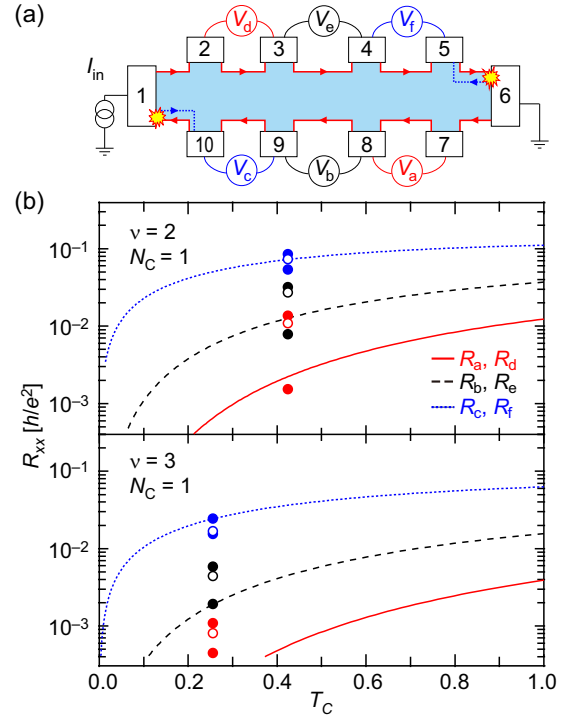 (a)
V_d V_e V_f
2 3 4 5
I_in
1 6
10 9 8 7
V_c V_b V_a
(b)
ν = 2
N_C = 1
10^{-1}
10^{-2}
10^{-3}
R_a, R_d
R_b, R_e
R_c, R_f
R_xx [h/e^2]
ν = 3
N_C = 1
10^{-1}
10^{-2}
10^{-3}
0.0 0.2 0.4 0.6 0.8 1.0
T_C